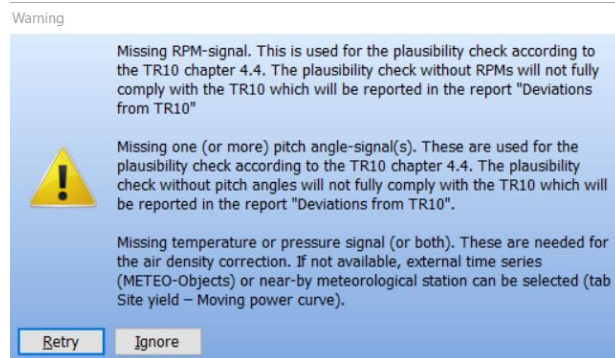 Warning
Missing RPM-signal. This is used for the plausibility check according to
the TR10 chapter 4.4. The plausibility check without RPMs will not fully
comply with the TR10 which will be reported in the report "Deviations
from TR10"
Missing one (or more) pitch angle-signal(s). These are used for the
plausibility check according to the TR10 chapter 4.4. The plausibility
check without pitch angles will not fully comply with the TR10 which will
be reported in the report "Deviations from TR10".
Missing temperature or pressure signal (or both). These are needed for
the air density correction. If not available, external time series
(METEO-Objects) or near-by meteorological station can be selected (tab
Site yield – Moving power curve).
Retry Ignore